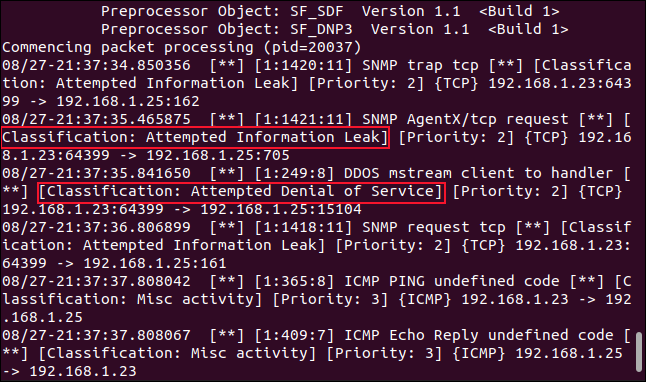 Preprocessor Object: SF_SDF  Version 1.1  <Build 1>
Preprocessor Object: SF_DNP3  Version 1.1  <Build 1>
Commencing packet processing (pid=20037)
08/27-21:37:34.850356  [**] [1:1420:11] SNMP trap tcp [**] [Classifica
tion: Attempted Information Leak] [Priority: 2] {TCP} 192.168.1.23:643
99 -> 192.168.1.25:162
08/27-21:37:35.465875  [**] [1:1421:11] SNMP AgentX/tcp request [**] [
Classification: Attempted Information Leak] [Priority: 2] {TCP} 192.16
8.1.23:64399 -> 192.168.1.25:705
08/27-21:37:35.841650  [**] [1:249:8] DDOS mstream client to handler [
**] [Classification: Attempted Denial of Service] [Priority: 2] {TCP}
192.168.1.23:64399 -> 192.168.1.25:15104
08/27-21:37:36.806899  [**] [1:1418:11] SNMP request tcp [**] [Classif
ication: Attempted Information Leak] [Priority: 2] {TCP} 192.168.1.23:
64399 -> 192.168.1.25:161
08/27-21:37:37.808042  [**] [1:365:8] ICMP PING undefined code [**] [C
lassification: Misc activity] [Priority: 3] {ICMP} 192.168.1.23 -> 192
.168.1.25
08/27-21:37:37.808067  [**] [1:409:7] ICMP Echo Reply undefined code [
**] [Classification: Misc activity] [Priority: 3] {ICMP} 192.168.1.25
-> 192.168.1.23